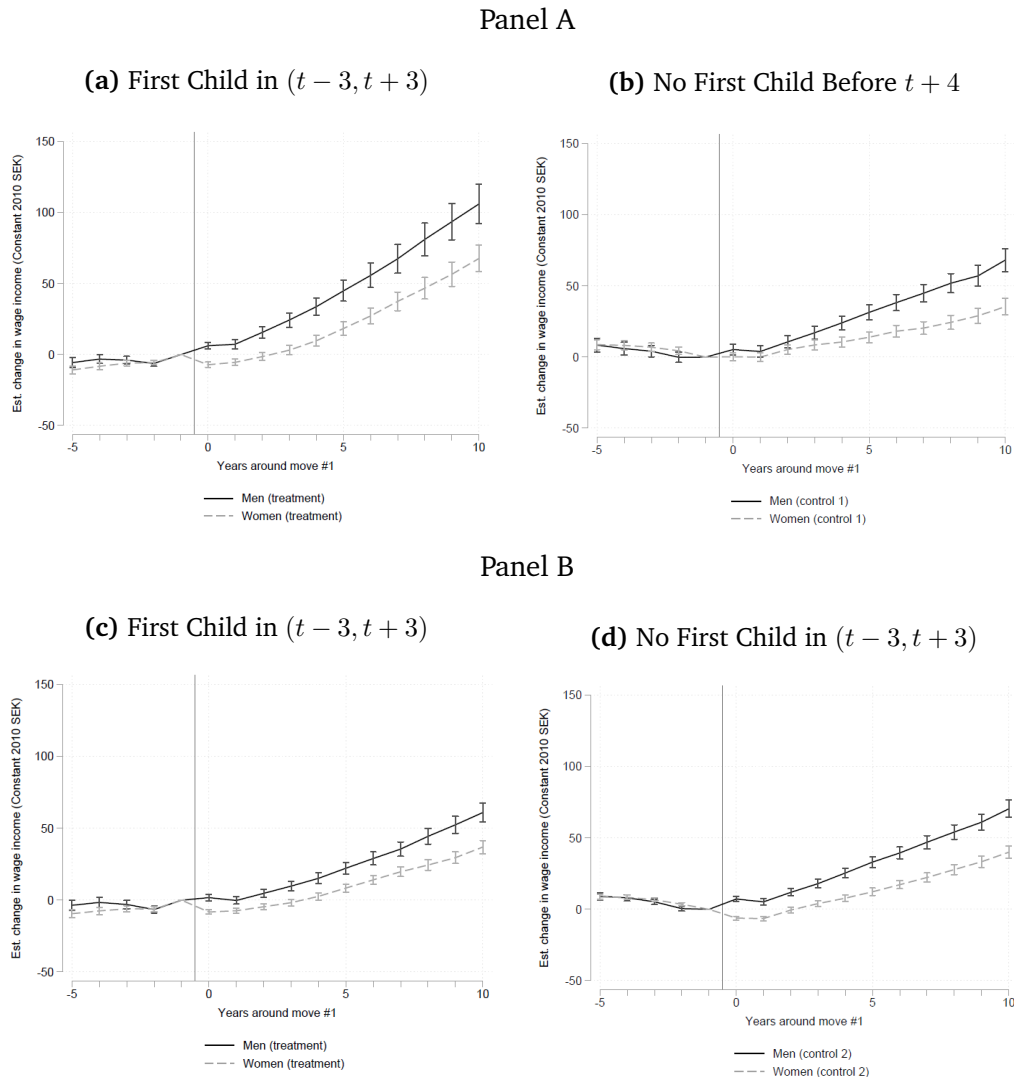 Panel A
(a) First Child in (t − 3, t + 3)
Est. change in wage income (Constant 2010 SEK)
150
100
50
0
-50
-5
0
5
10
Years around move #1
Men (treatment)
Women (treatment)
(b) No First Child Before t + 4
Est. change in wage income (Constant 2010 SEK)
150
100
50
0
-50
-5
0
5
10
Years around move #1
Men (control 1)
Women (control 1)
Panel B
(c) First Child in (t − 3, t + 3)
Est. change in wage income (Constant 2010 SEK)
150
100
50
0
-50
-5
0
5
10
Years around move #1
Men (treatment)
Women (treatment)
(d) No First Child in (t − 3, t + 3)
Est. change in wage income (Constant 2010 SEK)
150
100
50
0
-50
-5
0
5
10
Years around move #1
Men (control 2)
Women (control 2)